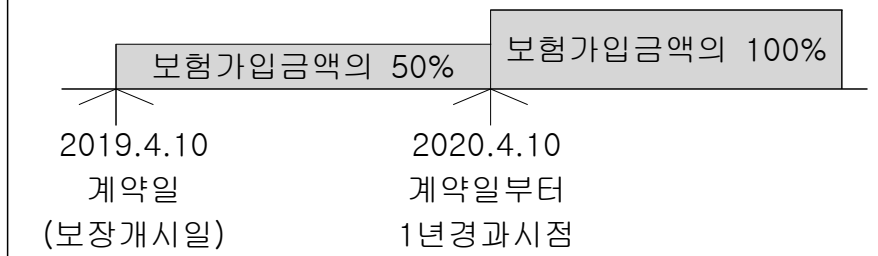 보험가입금액의 50%
보험가입금액의 100%
2019.4.10
계약일
(보장개시일)
2020.4.10
계약일부터
1년경과시점